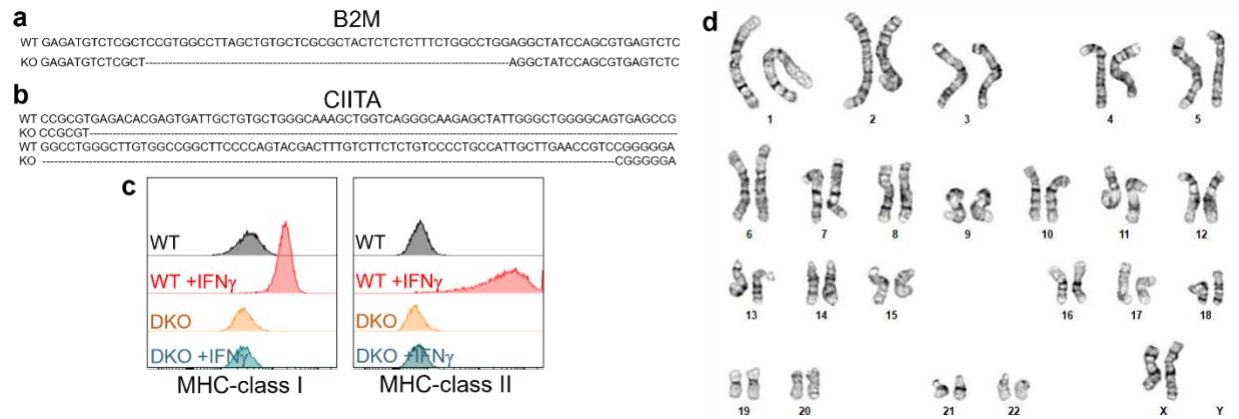 a
B2M
WT GAGATGTCTCGCTCCGTGGCCTTAGCTGTGCTCGCGCTACTCTCTCTTTCTGGCCTGGAGGCTATCCAGCGTGAGTCTC
KO GAGATGTCTCGCT--------------------------------------------AGGCTATCCAGCGTGAGTCTC
b
CIITA
WT CCGCGTGAGACACGAGTGATTGCTGTGCTGGGCAAAGCTGGTCAGGGCAAGAGCTATTGGGCTGGGGCAGTGAGCCG
KO CCGCGT-----------------------------------------------------------------------
WT GGCCTGGGCTTGTGGCCGGCTTCCCCAGTACGACTTTGTCTTCTCTGTCCCCTGCCATTGCTTGAACCGTCCGGGGGA
KO ----------------------------------------------------------------------CGGGGGA
c
WT
WT +IFNγ
DKO
DKO +IFNγ
MHC-class I
WT
WT +IFNγ
DKO
DKO +IFNγ
MHC-class II
d
1 2 3 4 5
6 7 8 9 10 11 12
13 14 15 16 17 18
19 20 21 22 X Y